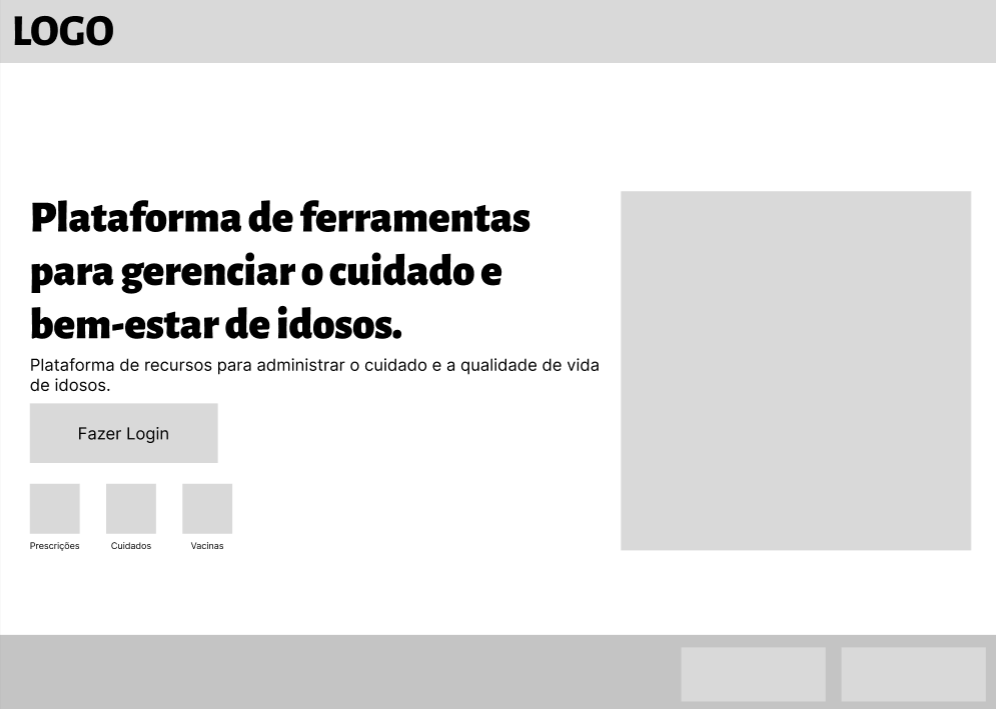 LOGO
Plataforma de ferramentas
para gerenciar o cuidado e
bem-estar de idosos.
Plataforma de recursos para administrar o cuidado e a qualidade de vida
de idosos.
Fazer Login
Prescrições
Cuidados
Vacinas